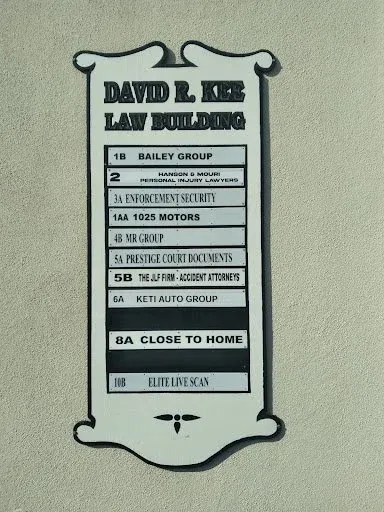 DAVID R. KEE
LAW BUILDING
1B BAILEY GROUP
2 HANSON & MOURI
PERSONAL INJURY LAWYERS
3A ENFORCEMENT SECURITY
1AA 1025 MOTORS
4B MR GROUP
5A PRESTIGE COURT DOCUMENTS
5B THE JLF FIRM - ACCIDENT ATTORNEYS
6A KETI AUTO GROUP
8A CLOSE TO HOME
10B ELITE LIVE SCAN